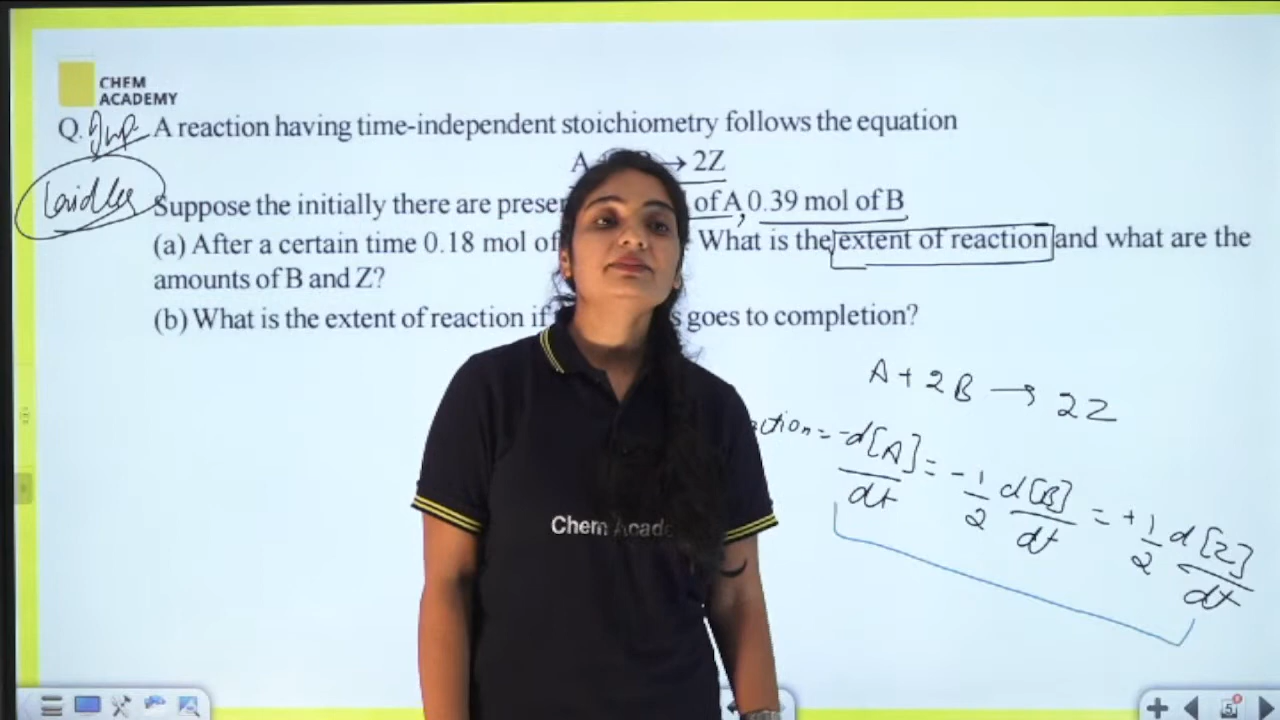 CHEM
ACADEMY
Q. Imp A reaction having time-independent stoichiometry follows the equation
A → 2Z
Laidler Suppose the initially there are of A, 0.39 mol of B
(a) After a certain time 0.18 mol of What is the extent of reaction and what are the
amounts of B and Z?
(b) What is the extent of reaction if goes to completion?
A + 2B → 2Z
= -d[A]/dt = -1/2 d[B]/dt = +1/2 d[Z]/dt
Chem Acade
5